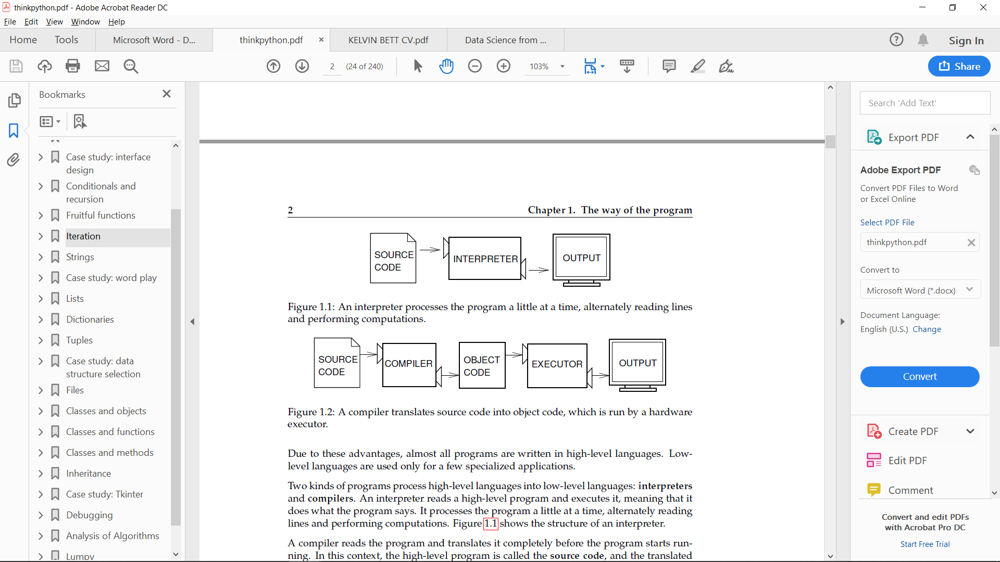 thinkpython.pdf - Adobe Acrobat Reader DC
File Edit View Window Help
Home Tools Microsoft Word - D... thinkpython.pdf KELVIN BETT CV.pdf Data Science from ... Sign In
2 (24 of 240) 103% Share
Bookmarks
Case study: interface
design
Conditionals and
recursion
Fruitful functions
Iteration
Strings
Case study: word play
Lists
Dictionaries
Tuples
Case study: data
structure selection
Files
Classes and objects
Classes and functions
Classes and methods
Inheritance
Case study: Tkinter
Debugging
Analysis of Algorithms
Lumpy
2 Chapter 1. The way of the program
SOURCE
CODE
INTERPRETER
OUTPUT
Figure 1.1: An interpreter processes the program a little at a time, alternately reading lines
and performing computations.
SOURCE
CODE
COMPILER
OBJECT
CODE
EXECUTOR
OUTPUT
Figure 1.2: A compiler translates source code into object code, which is run by a hardware
executor.
Due to these advantages, almost all programs are written in high-level languages. Low-
level languages are used only for a few specialized applications.
Two kinds of programs process high-level languages into low-level languages: interpreters
and compilers. An interpreter reads a high-level program and executes it, meaning that it
does what the program says. It processes the program a little at a time, alternately reading
lines and performing computations. Figure 1.1 shows the structure of an interpreter.
A compiler reads the program and translates it completely before the program starts run-
ning. In this context, the high-level program is called the source code, and the translated
Search 'Add Text'
Export PDF
Adobe Export PDF
Convert PDF Files to Word
or Excel Online
Select PDF File
thinkpython.pdf
Convert to
Microsoft Word (*.docx)
Document Language:
English (U.S.) Change
Convert
Create PDF
Edit PDF
Comment
Convert and edit PDFs
with Acrobat Pro DC
Start Free Trial